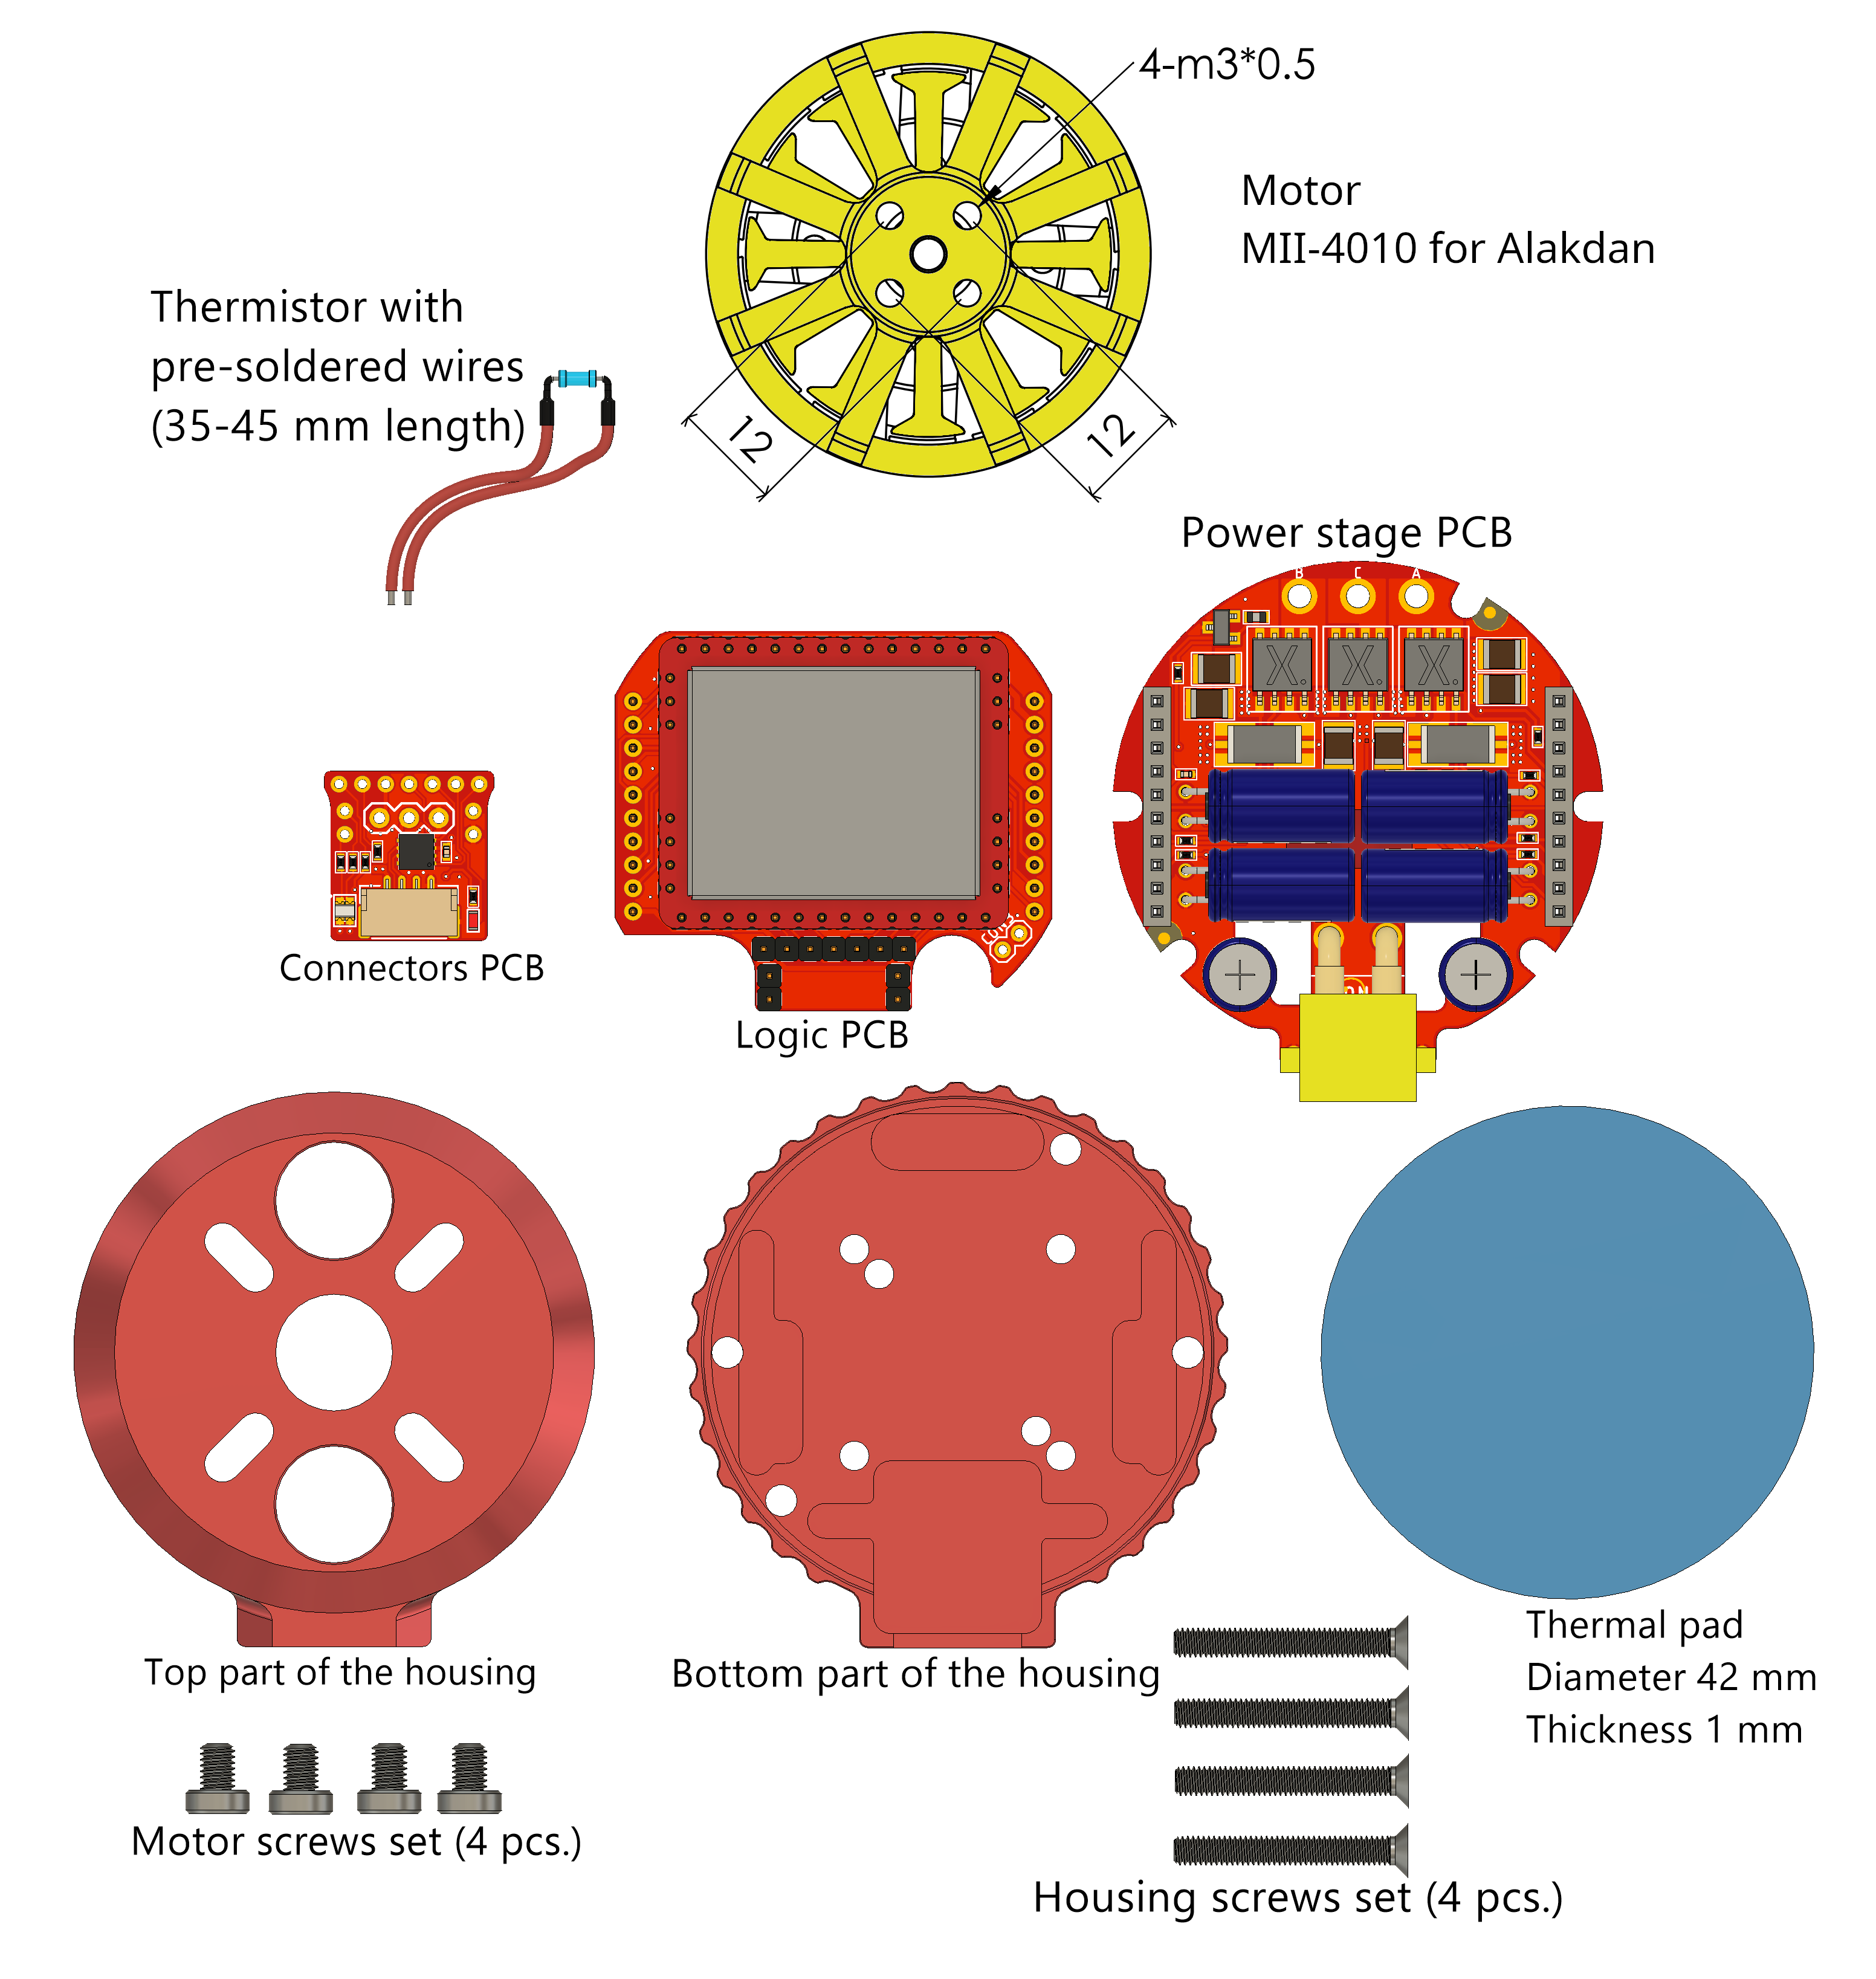 4-m3*0.5
Motor
MII-4010 for Alakdan
Thermistor with
pre-soldered wires
(35-45 mm length)
12
12
Power stage PCB
B C A
X X X
Connectors PCB
Logic PCB
Top part of the housing
Bottom part of the housing
Thermal pad
Diameter 42 mm
Thickness 1 mm
Motor screws set (4 pcs.)
Housing screws set (4 pcs.)